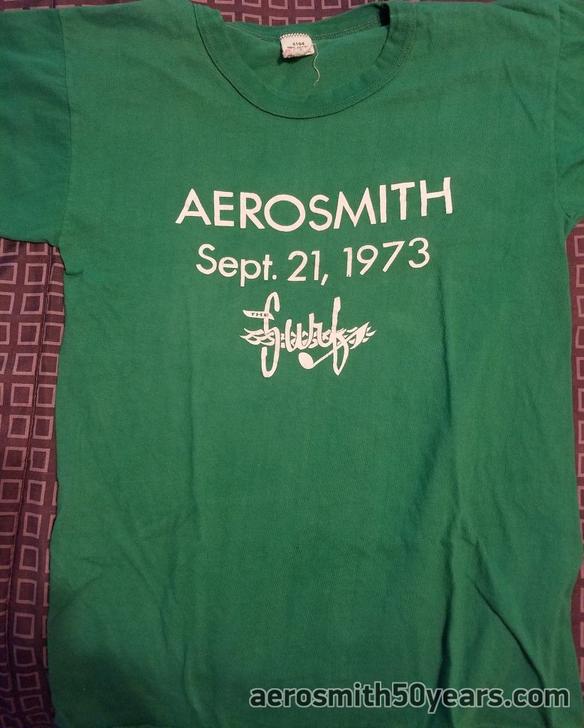 AEROSMITH
Sept. 21, 1973
THE
Surf
aerosmith50years.com